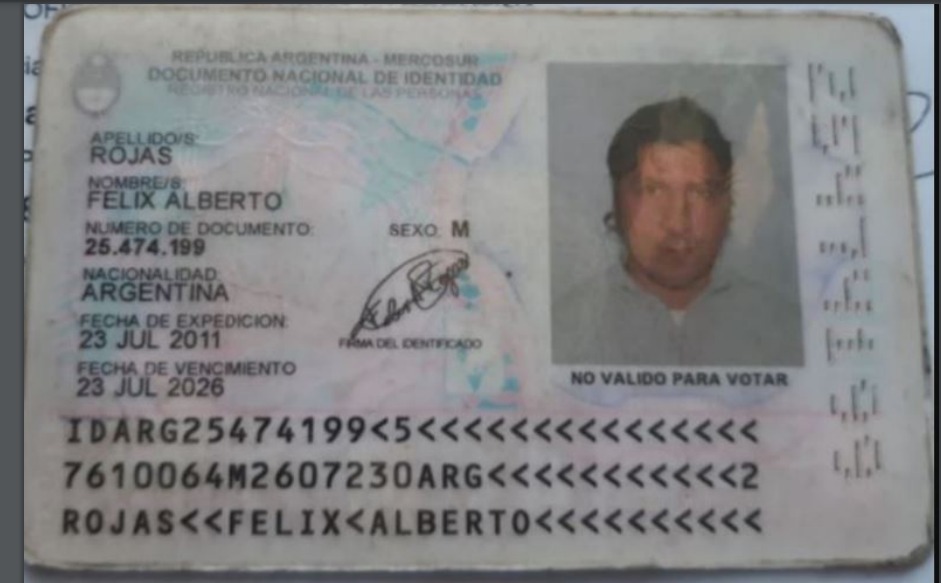 REPUBLICA ARGENTINA - MERCOSUR
DOCUMENTO NACIONAL DE IDENTIDAD
REGISTRO NACIONAL DE LAS PERSONAS
APELLIDO/S:
ROJAS
NOMBRE/S:
FELIX ALBERTO
NUMERO DE DOCUMENTO:
25.474.199
SEXO: M
NACIONALIDAD:
ARGENTINA
FECHA DE EXPEDICION:
23 JUL 2011
FIRMA DEL IDENTIFICADO
FECHA DE VENCIMIENTO
23 JUL 2026
NO VALIDO PARA VOTAR
IDARG25474199<5<<<<<<<<<<<<<<<
7610064M2607230ARG<<<<<<<<<<<2
ROJAS<<FELIX<ALBERTO<<<<<<<<<<